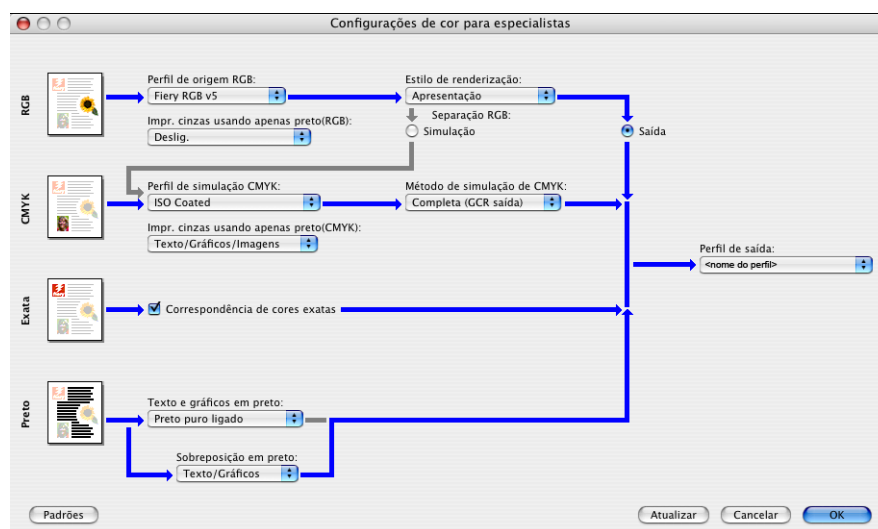 Configurações de cor para especialistas
RGB
Perfil de origem RGB:
Fiery RGB v5
Estilo de renderização:
Apresentação
Impr. cinzas usando apenas preto(RGB):
Deslig.
Separação RGB:
Simulação
Saída
CMYK
Perfil de simulação CMYK:
ISO Coated
Método de simulação de CMYK:
Completa (GCR saída)
Impr. cinzas usando apenas preto(CMYK):
Texto/Gráficos/Imagens
Perfil de saída:
<nome do perfil>
Exata
Correspondência de cores exatas
Preto
Texto e gráficos em preto:
Preto puro ligado
Sobreposição em preto:
Texto/Gráficos
Padrões
Atualizar
Cancelar
OK